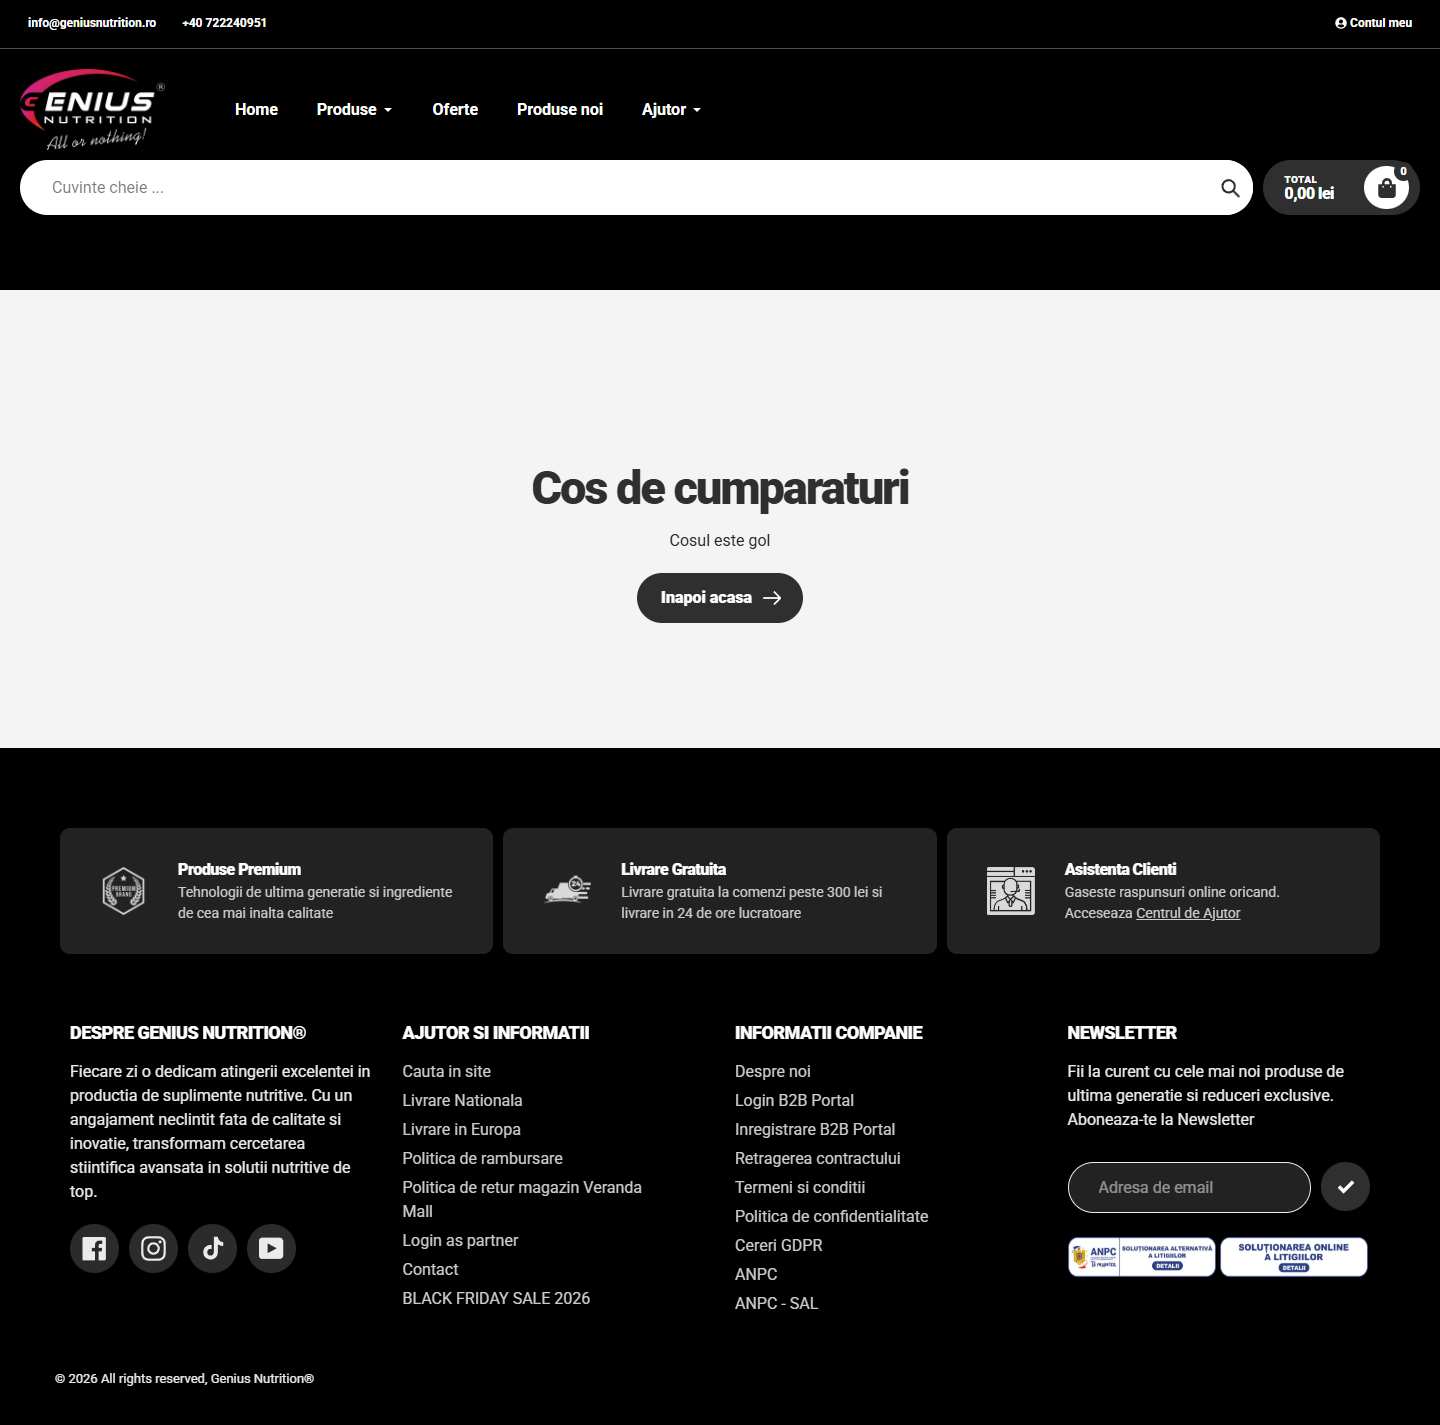 info@geniusnutrition.ro +40 722240951 Contul meu
GENIUS®
NUTRITION
All or nothing!
Home Produse Oferte Produse noi Ajutor
Cuvinte cheie ...
TOTAL
0,00 lei
0
Cos de cumparaturi
Cosul este gol
Inapoi acasa
PREMIUM
BRAND
Produse Premium
Tehnologii de ultima generatie si ingrediente
de cea mai inalta calitate
24
Livrare Gratuita
Livrare gratuita la comenzi peste 300 lei si
livrare in 24 de ore lucratoare
Asistenta Clienti
Gaseste raspunsuri online oricand.
Acceseaza Centrul de Ajutor
DESPRE GENIUS NUTRITION®
Fiecare zi o dedicam atingerii excelentei in
productia de suplimente nutritive. Cu un
angajament neclintit fata de calitate si
inovatie, transformam cercetarea
stiintifica avansata in solutii nutritive de
top.
AJUTOR SI INFORMATII
Cauta in site
Livrare Nationala
Livrare in Europa
Politica de rambursare
Politica de retur magazin Veranda
Mall
Login as partner
Contact
BLACK FRIDAY SALE 2026
INFORMATII COMPANIE
Despre noi
Login B2B Portal
Inregistrare B2B Portal
Retragerea contractului
Termeni si conditii
Politica de confidentialitate
Cereri GDPR
ANPC
ANPC - SAL
NEWSLETTER
Fii la curent cu cele mai noi produse de
ultima generatie si reduceri exclusive.
Aboneaza-te la Newsletter
Adresa de email
ANPC
SOLUȚIONAREA ALTERNATIVĂ
A LITIGIILOR
DETALII
SOLUȚIONAREA ONLINE
A LITIGIILOR
DETALII
© 2026 All rights reserved, Genius Nutrition®